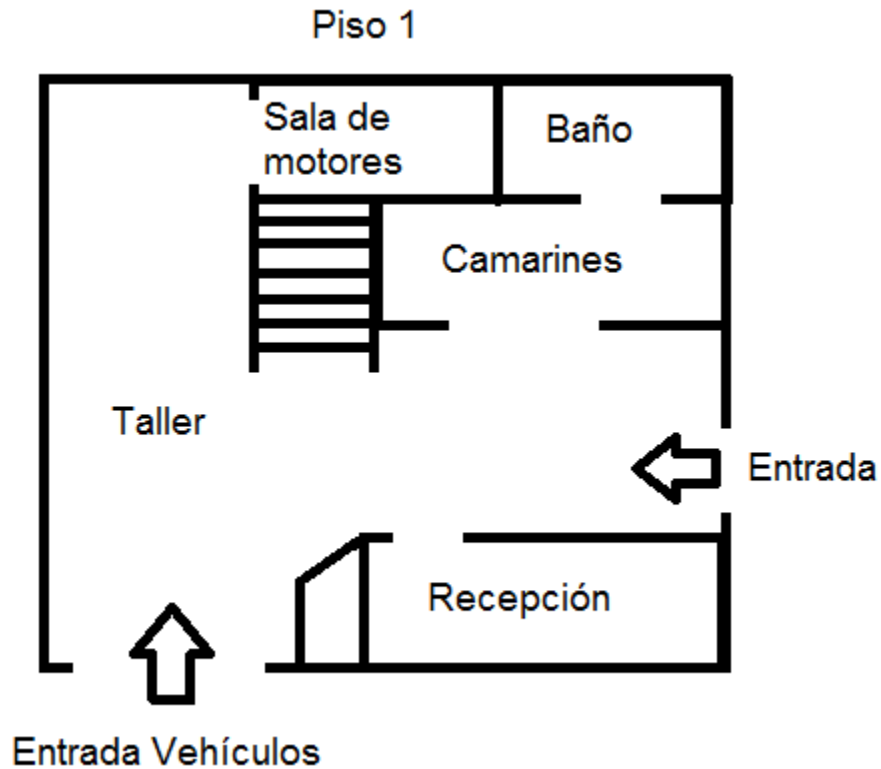 Piso 1
Sala de
motores
Baño
Camarines
Taller
Entrada
Recepción
Entrada Vehículos